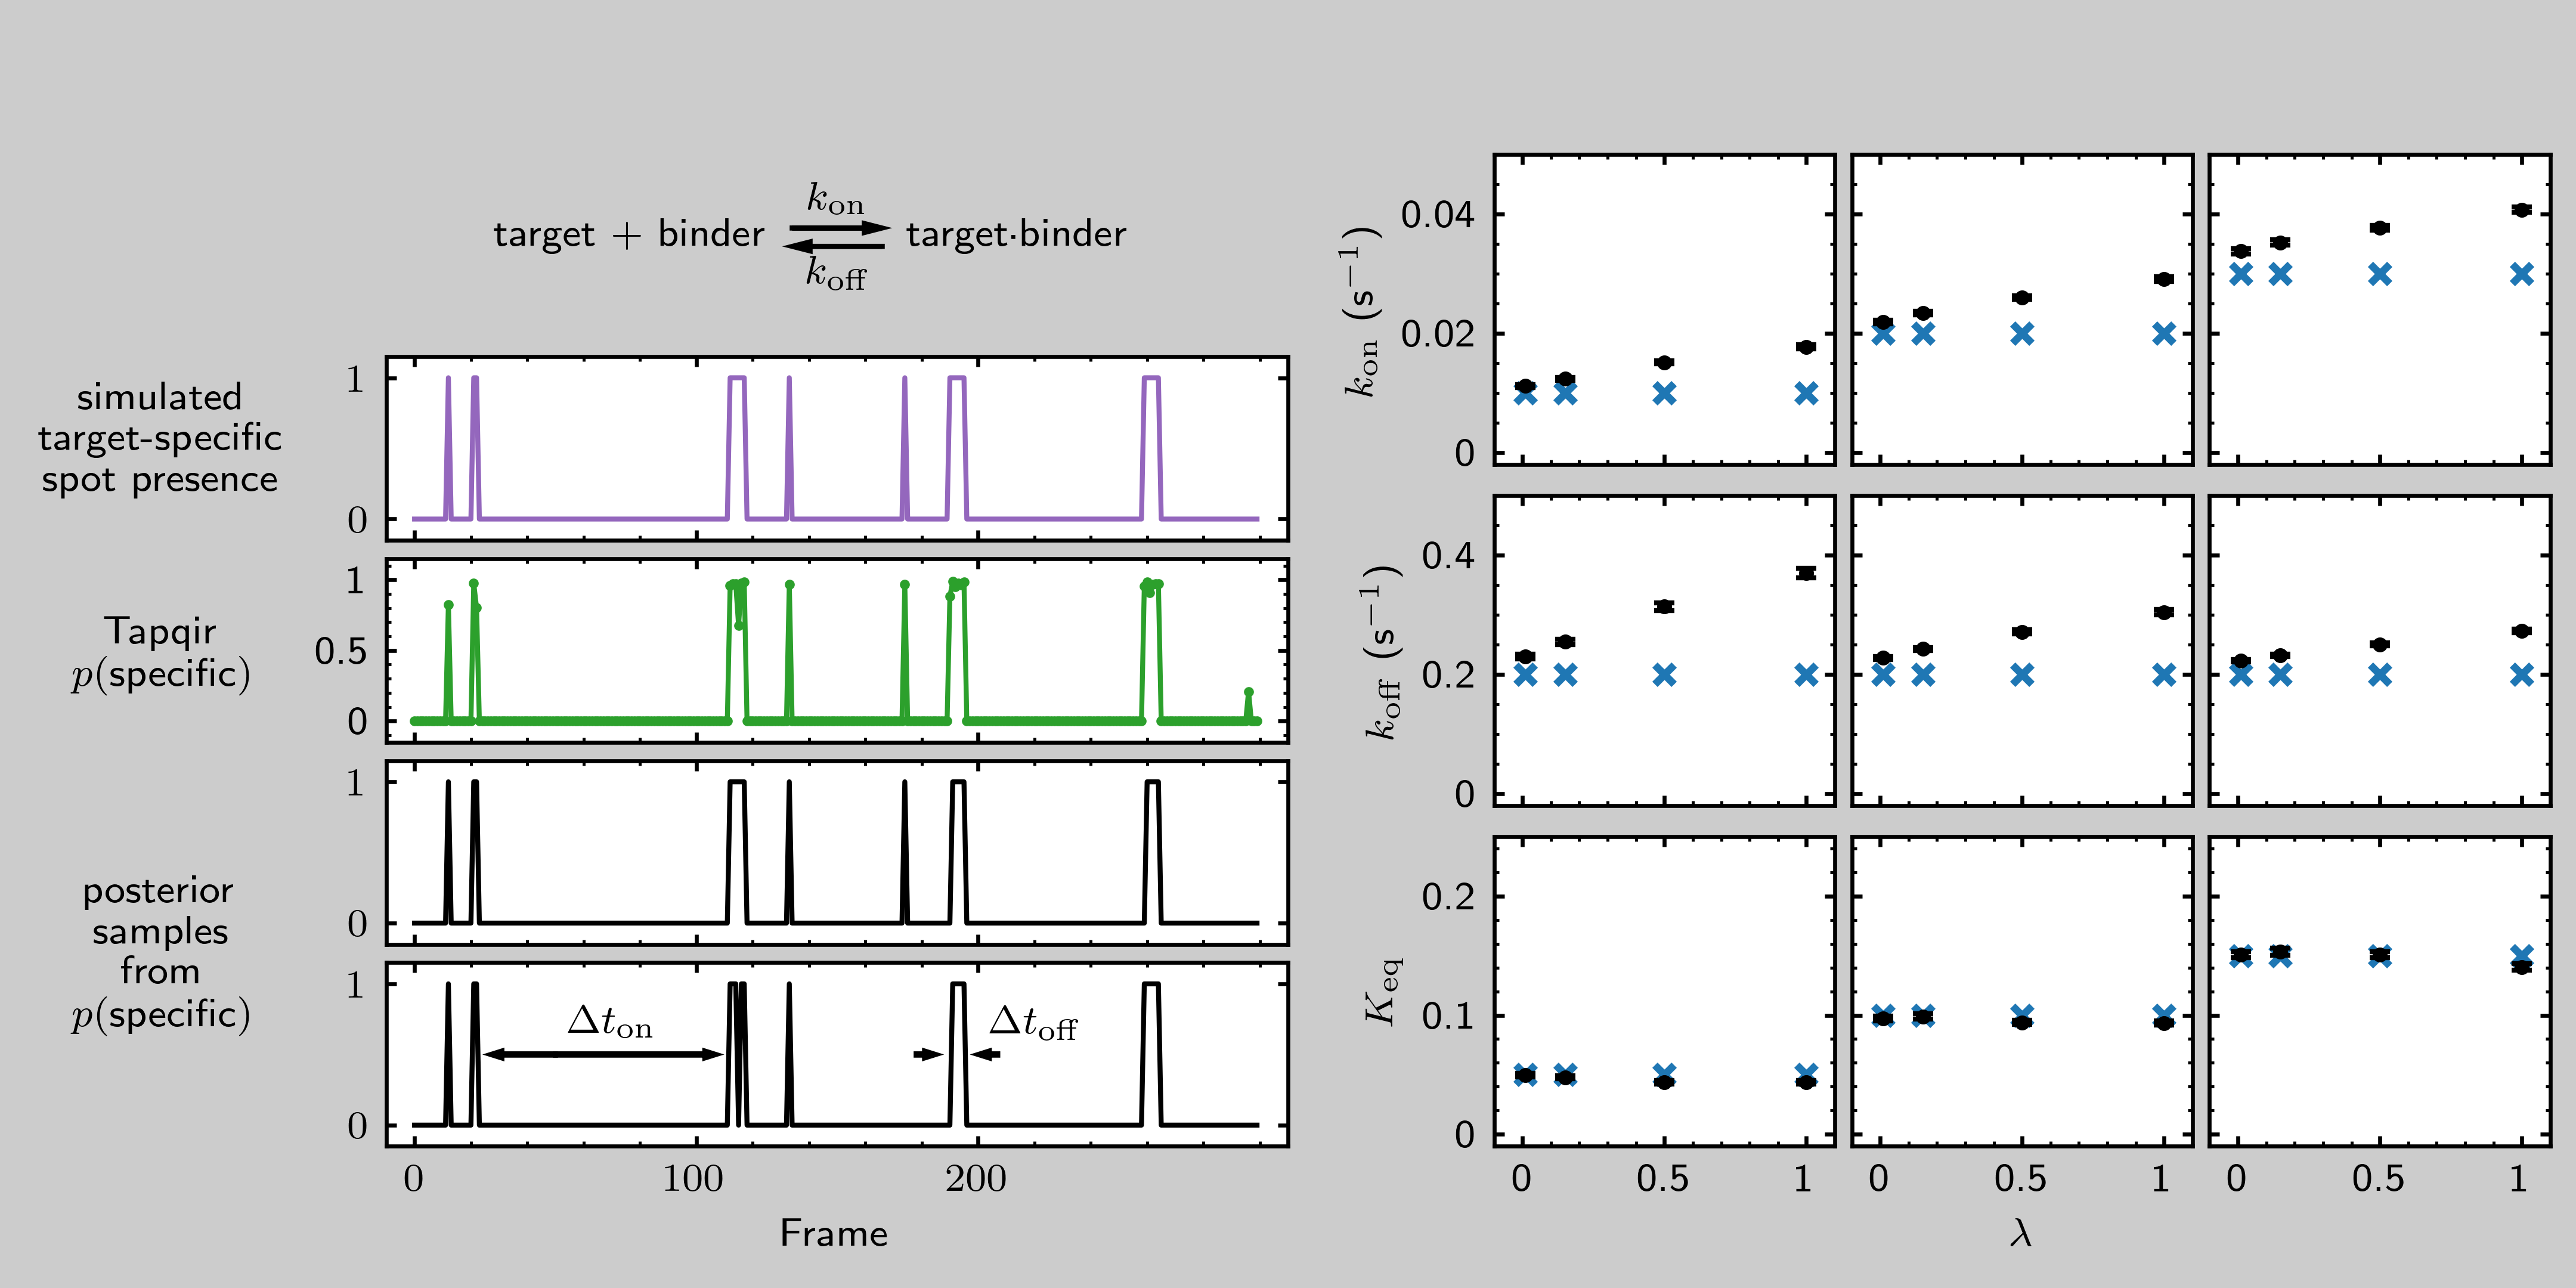 k_on
target + binder ⇌ target·binder
k_off
simulated
target-specific
spot presence
1
0
Tapqir
p(specific)
1
0.5
0
posterior
samples
from
p(specific)
1
0
1
0
Δt_on
Δt_off
0 100 200
Frame
k_on (s⁻¹)
0.04
0.02
0
k_off (s⁻¹)
0.4
0.2
0
K_eq
0.2
0.1
0
0 0.5 1 0 0.5 1 0 0.5 1
λ